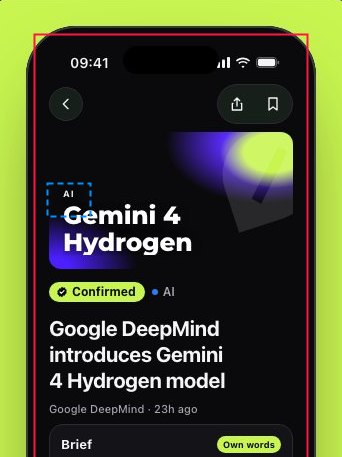 09:41
AI
Gemini 4
Hydrogen
Confirmed AI
Google DeepMind
introduces Gemini
4 Hydrogen model
Google DeepMind · 23h ago
Brief Own words